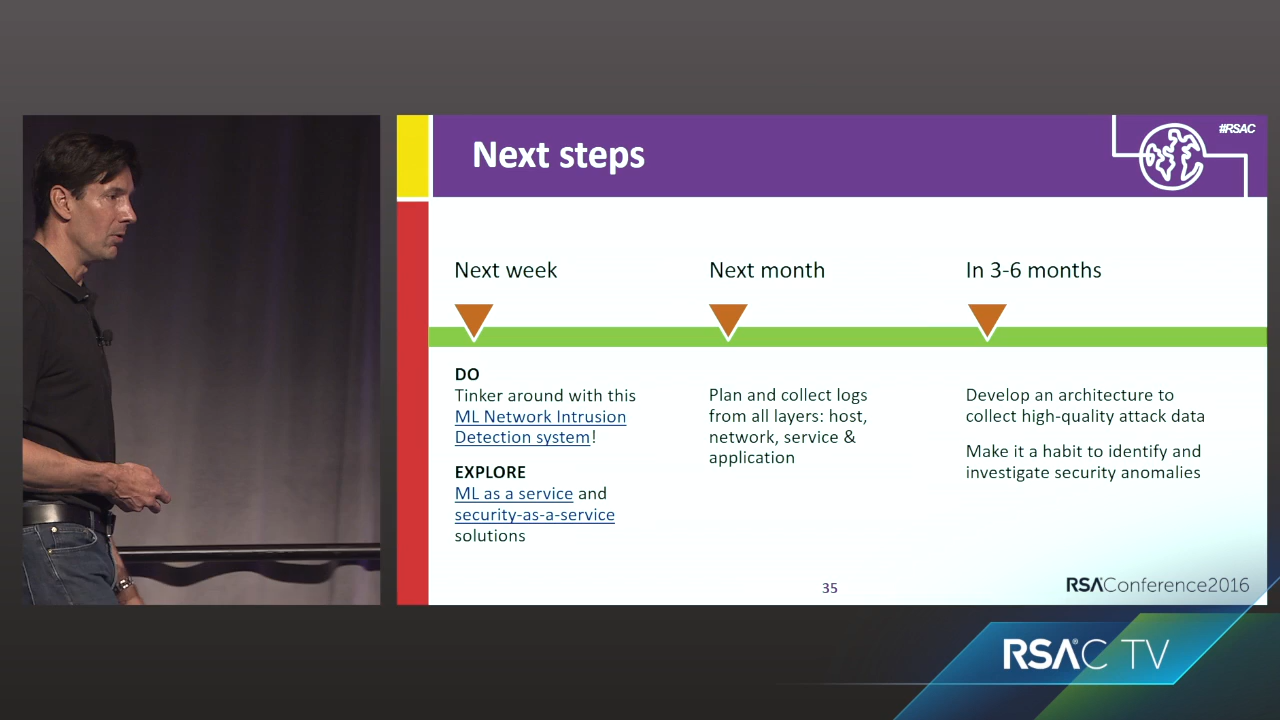 #RSAC
Next steps
Next week
Next month
In 3-6 months
DO
Tinker around with this
ML Network Intrusion
Detection system!
EXPLORE
ML as a service and
security-as-a-service
solutions
Plan and collect logs
from all layers: host,
network, service &
application
Develop an architecture to
collect high-quality attack data
Make it a habit to identify and
investigate security anomalies
35
RSAConference2016
RSA®C TV